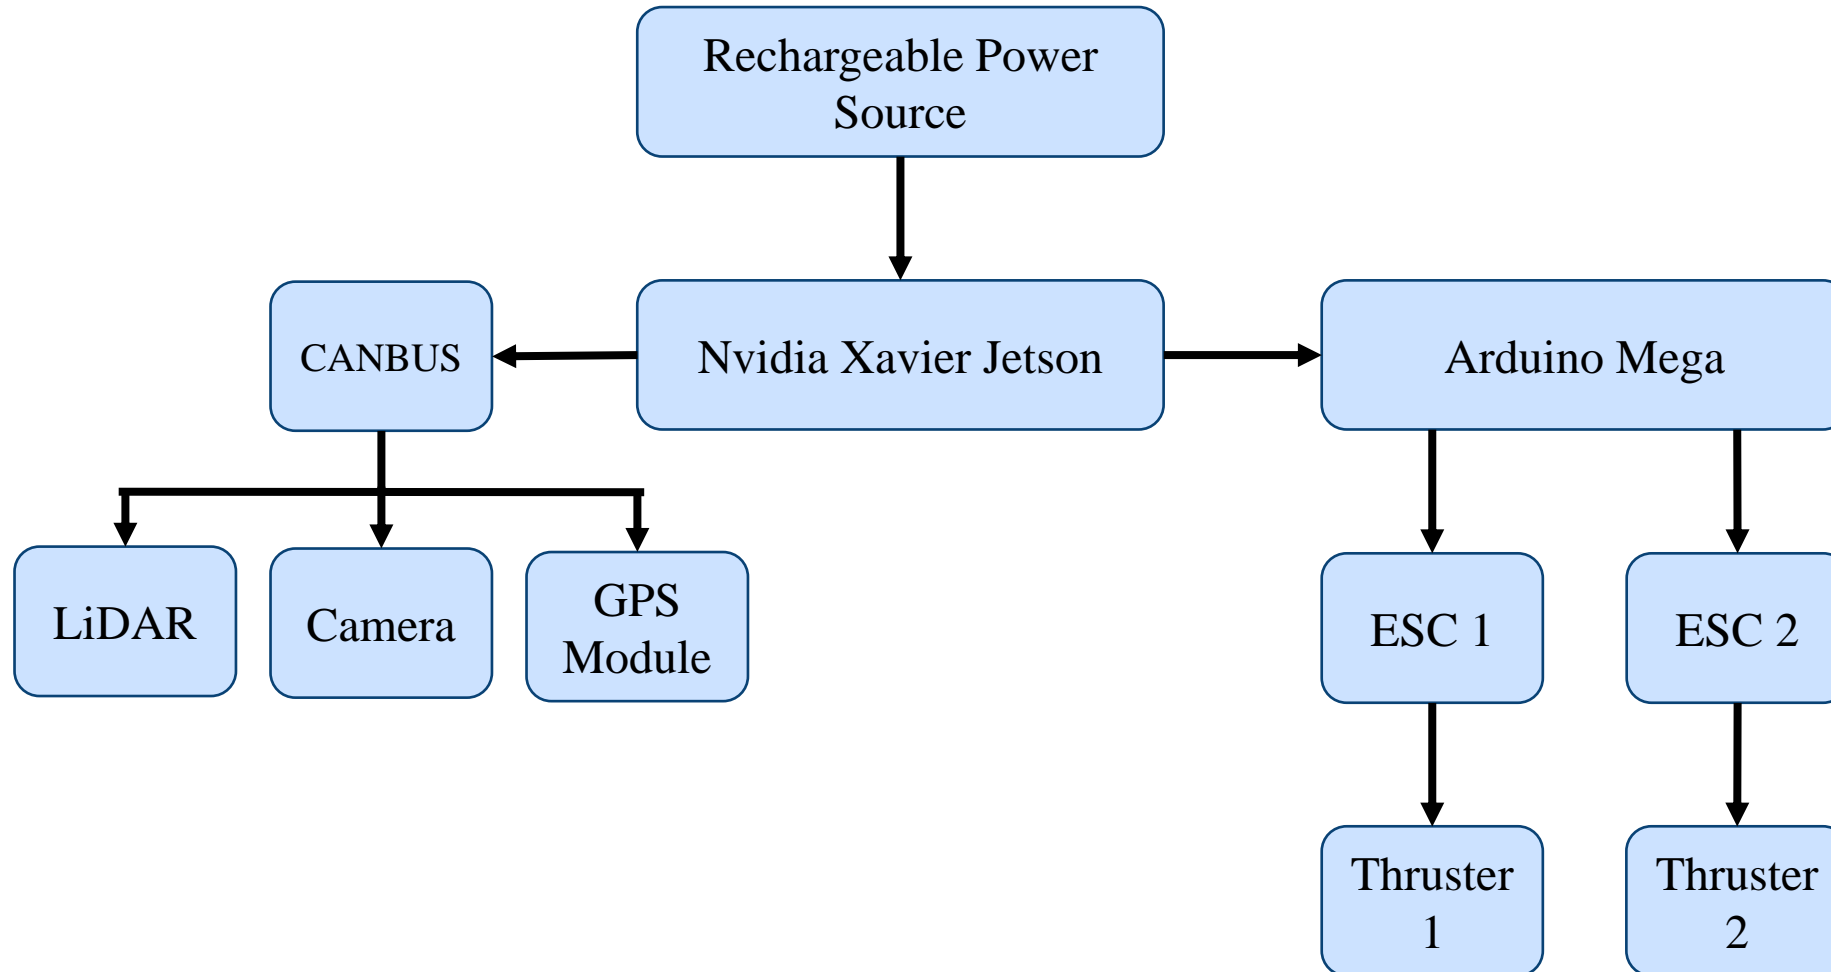 Rechargeable Power
Source
CANBUS
Nvidia Xavier Jetson
Arduino Mega
LiDAR
Camera
GPS
Module
ESC 1
ESC 2
Thruster
1
Thruster
2